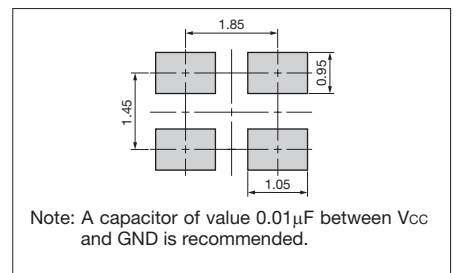 1.85
0.95
1.45
1.05
Note: A capacitor of value 0.01μF between Vcc
and GND is recommended.